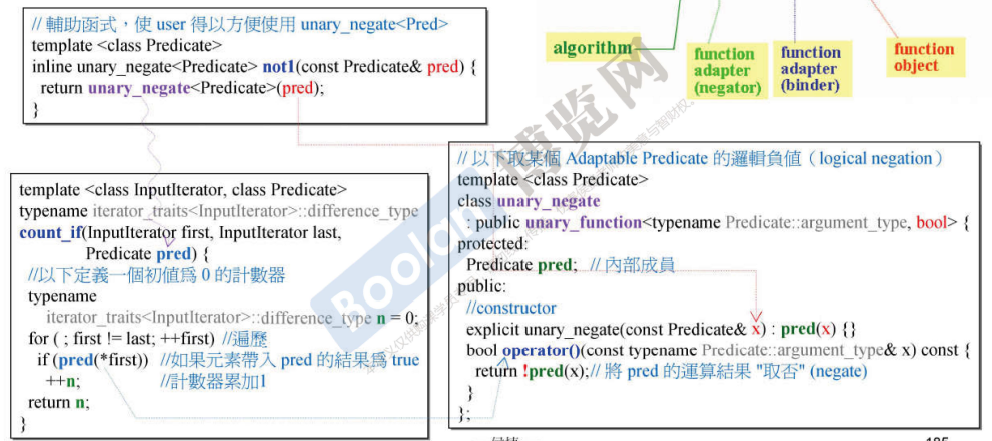 // 輔助函式，使 user 得以方便使用 unary_negate<Pred>
template <class Predicate>
inline unary_negate<Predicate> not1(const Predicate& pred) {
return unary_negate<Predicate>(pred);
}
algorithm
function
adapter
(negator)
function
adapter
(binder)
function
object
template <class InputIterator, class Predicate>
typename iterator_traits<InputIterator>::difference_type
count_if(InputIterator first, InputIterator last,
Predicate pred) {
//以下定義一個初值爲 0 的計數器
typename
iterator_traits<InputIterator>::difference_type n = 0;
for ( ; first != last; ++first) //遍歷
if (pred(*first)) //如果元素帶入 pred 的結果爲 true
++n; //計數器累加1
return n;
}
// 以下取某個 Adaptable Predicate 的邏輯負値（logical negation）
template <class Predicate>
class unary_negate
: public unary_function<typename Predicate::argument_type, bool> {
protected:
Predicate pred; // 內部成員
public:
//constructor
explicit unary_negate(const Predicate& x) : pred(x) {}
bool operator()(const typename Predicate::argument_type& x) const {
return !pred(x);// 將 pred 的運算結果 "取否" (negate)
}
};
Boolan 博览网